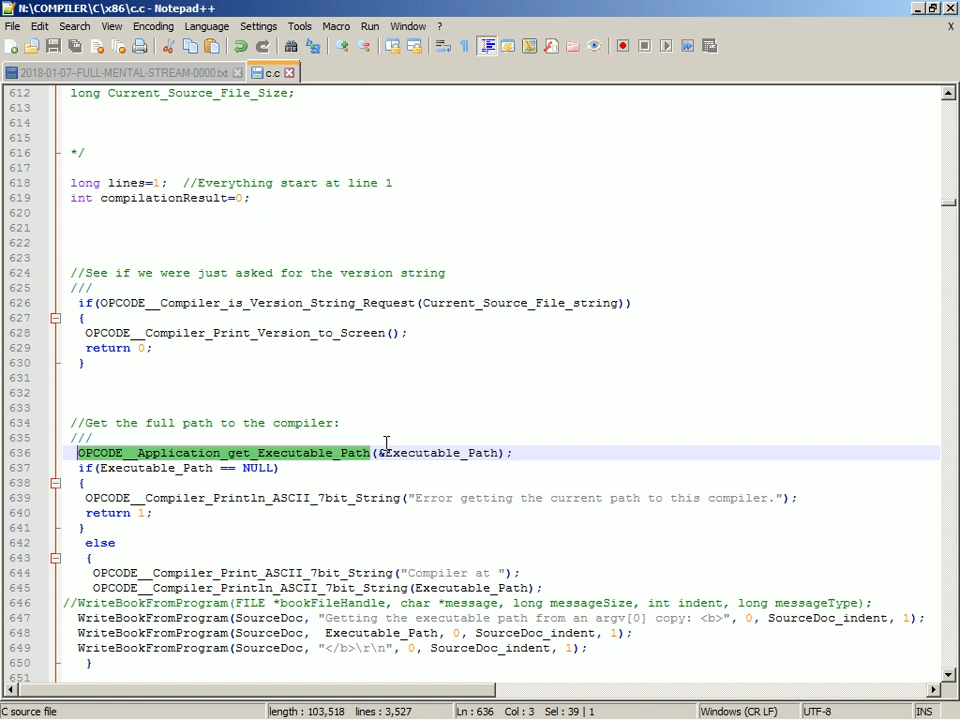 N:\COMPILER\C\x86\c.c - Notepad++
File Edit Search View Encoding Language Settings Tools Macro Run Window ? X
2018-01-07--FULL-MENTAL-STREAM-0000.txt c.c
612 long Current_Source_File_Size;
613
614
615
616 */
617
618 long lines=1; //Everything start at line 1
619 int compilationResult=0;
620
621
622
623
624 //See if we were just asked for the version string
625 ///
626 if(OPCODE__Compiler_is_Version_String_Request(Current_Source_File_string))
627 {
628 OPCODE__Compiler_Print_Version_to_Screen();
629 return 0;
630 }
631
632
633
634 //Get the full path to the compiler:
635 ///
636 OPCODE__Application_get_Executable_Path(&Executable_Path);
637 if(Executable_Path == NULL)
638 {
639 OPCODE__Compiler_Println_ASCII_7bit_String("Error getting the current path to this compiler.");
640 return 1;
641 }
642 else
643 {
644 OPCODE__Compiler_Print_ASCII_7bit_String("Compiler at ");
645 OPCODE__Compiler_Println_ASCII_7bit_String(Executable_Path);
646 //WriteBookFromProgram(FILE *bookFileHandle, char *message, long messageSize, int indent, long messageType);
647 WriteBookFromProgram(SourceDoc, "Getting the executable path from an argv[0] copy: <b>", 0, SourceDoc_indent, 1);
648 WriteBookFromProgram(SourceDoc, Executable_Path, 0, SourceDoc_indent, 1);
649 WriteBookFromProgram(SourceDoc, "</b>\r\n", 0, SourceDoc_indent, 1);
650 }
651
C source file length : 103,518 lines : 3,527 Ln : 636 Col : 3 Sel : 39 | 1 Windows (CR LF) UTF-8 INS